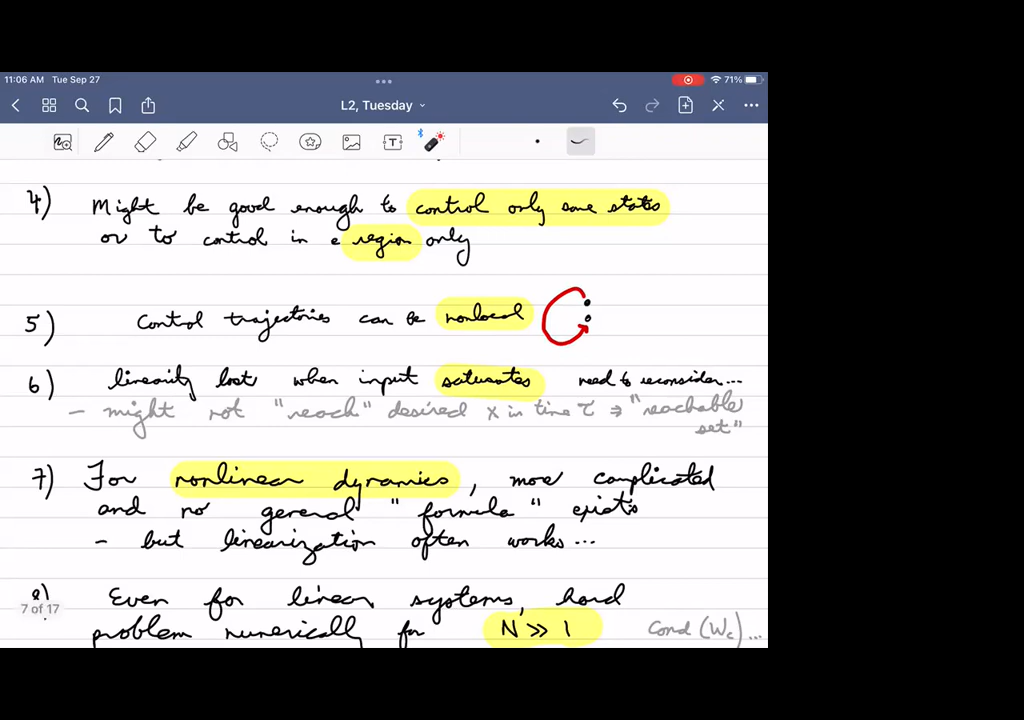 11:06 AM Tue Sep 27
71%
L2, Tuesday
4) Might be good enough to control only some states
or to control in a region only
5) Control trajectories can be nonlocal
6) linearity lost when input saturates need to reconsider...
- might not "reach" desired x in time τ ⇒ "reachable
set"
7) For nonlinear dynamics, more complicated
and no general "formula" exists
- but linearization often works...
8) Even for linear systems, hard
7 of 17
problem numerically for N >> 1 Cond (Wc)...